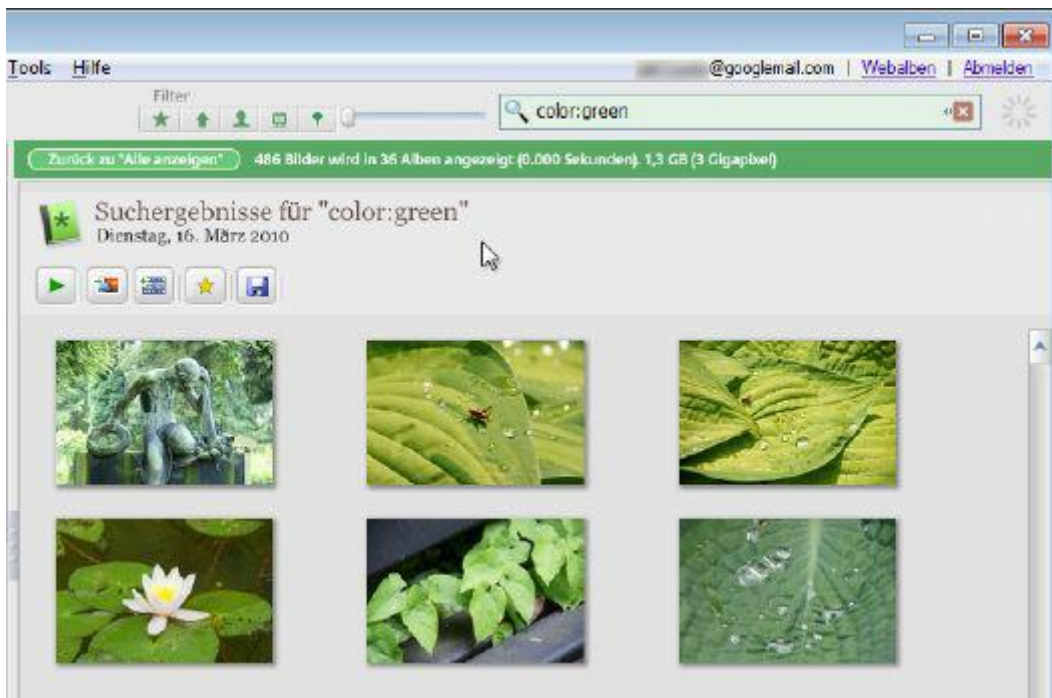 Tools Hilfe
@googlemail.com | Webalben | Abmelden
Filter
color:green
Zurück zu "Alle anzeigen" 486 Bilder wird in 36 Alben angezeigt (0.000 Sekunden). 1,3 GB (3 Gigapixel)
Suchergebnisse für "color:green"
Dienstag, 16. März 2010